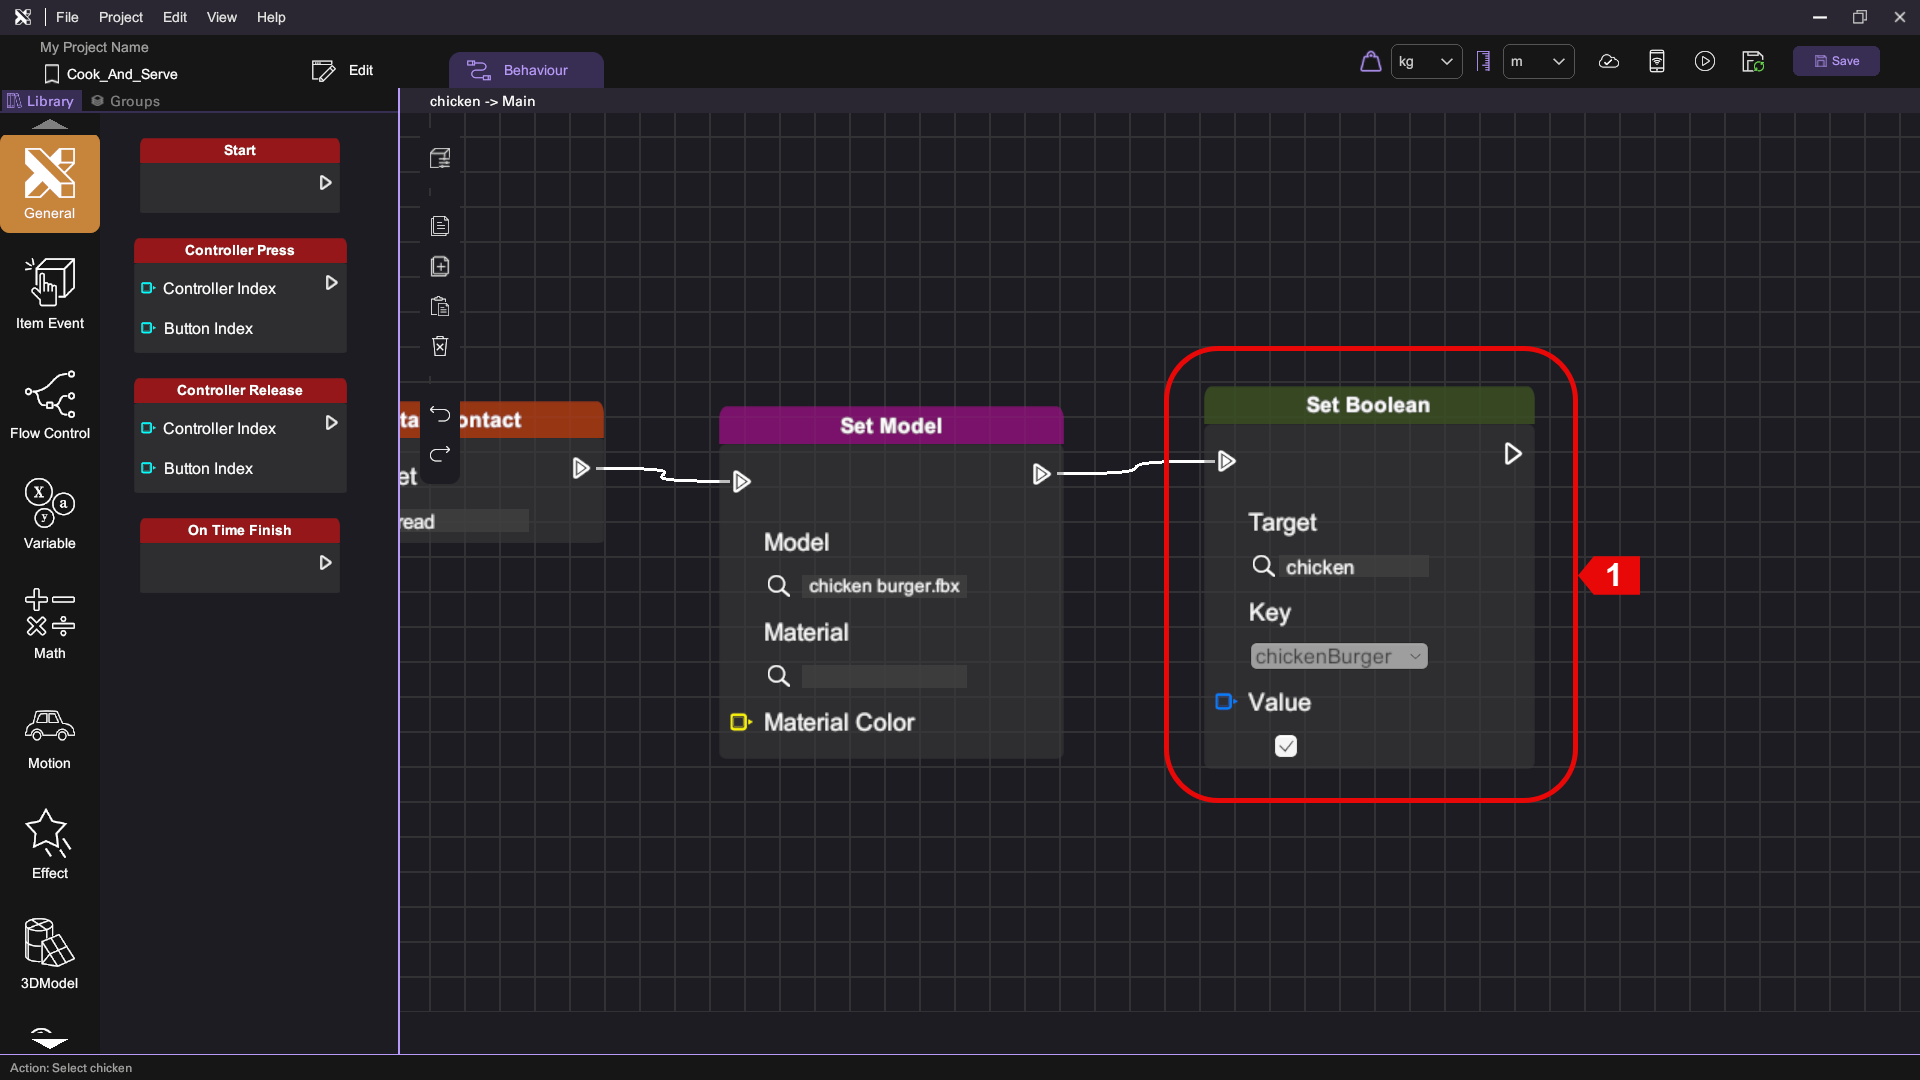 File Project Edit View Help
My Project Name
Cook_And_Serve
Edit
Behaviour
kg
m
Save
Library
Groups
chicken -> Main
General
Item Event
Flow Control
Variable
Math
Motion
Effect
3DModel
Start
Controller Press
Controller Index
Button Index
Controller Release
Controller Index
Button Index
On Time Finish
ta ontact
et
read
Set Model
Model
chicken burger.fbx
Material
Material Color
Set Boolean
Target
chicken
Key
chickenBurger
Value
1
Action: Select chicken